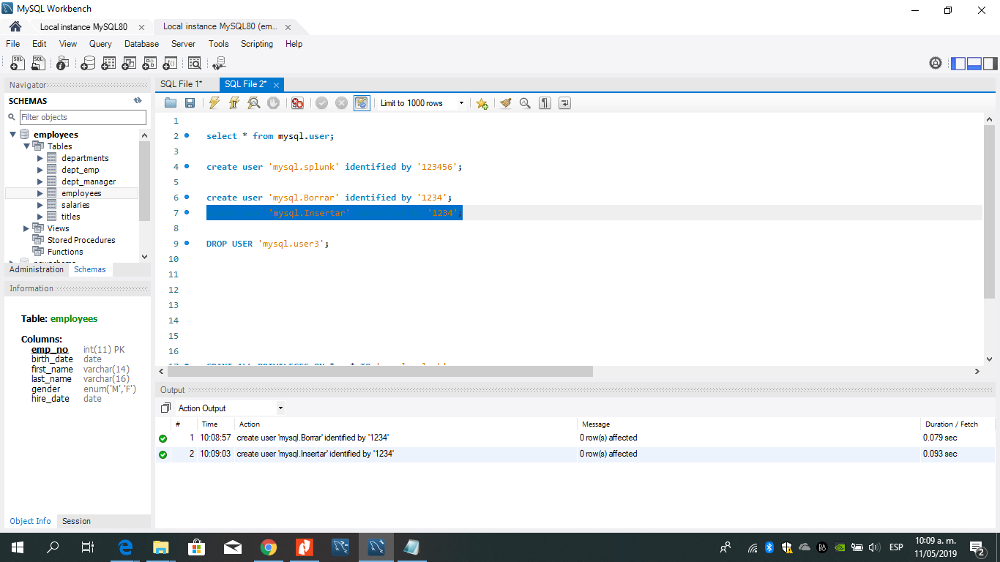 MySQL Workbench
Local instance MySQL80
Local instance MySQL80 (em...
File Edit View Query Database Server Tools Scripting Help
Navigator
SCHEMAS
Filter objects
employees
Tables
departments
dept_emp
dept_manager
employees
salaries
titles
Views
Stored Procedures
Functions
Administration Schemas
Information
Table: employees
Columns:
emp_no int(11) PK
birth_date date
first_name varchar(14)
last_name varchar(16)
gender enum('M','F')
hire_date date
Object Info Session
SQL File 1* SQL File 2*
Limit to 1000 rows
1
2 select * from mysql.user;
3
4 create user 'mysql.splunk' identified by '123456';
5
6 create user 'mysql.Borrar' identified by '1234';
7 'mysql.Insertar' '1234';
8
9 DROP USER 'mysql.user3';
10
11
12
13
14
15
16
17 GRANT ALL PRIVILEGES ON *.* TO
Output
Action Output
# Time Action Message Duration / Fetch
1 10:08:57 create user 'mysql.Borrar' identified by '1234' 0 row(s) affected 0.079 sec
2 10:09:03 create user 'mysql.Insertar' identified by '1234' 0 row(s) affected 0.093 sec
ESP
10:09 a. m.
11/05/2019
2